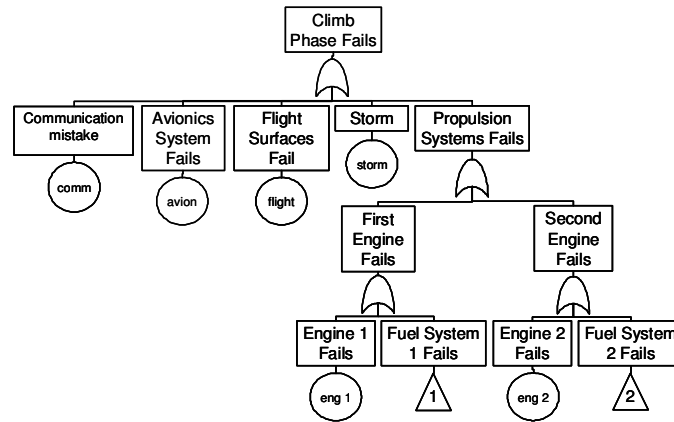 Climb
Phase Fails
Communication
mistake
Avionics
System
Fails
Flight
Surfaces
Fail
Storm
Propulsion
Systems Fails
comm
avion
flight
storm
First
Engine
Fails
Second
Engine
Fails
Engine 1
Fails
Fuel System
1 Fails
Engine 2
Fails
Fuel System
2 Fails
eng 1
1
eng 2
2